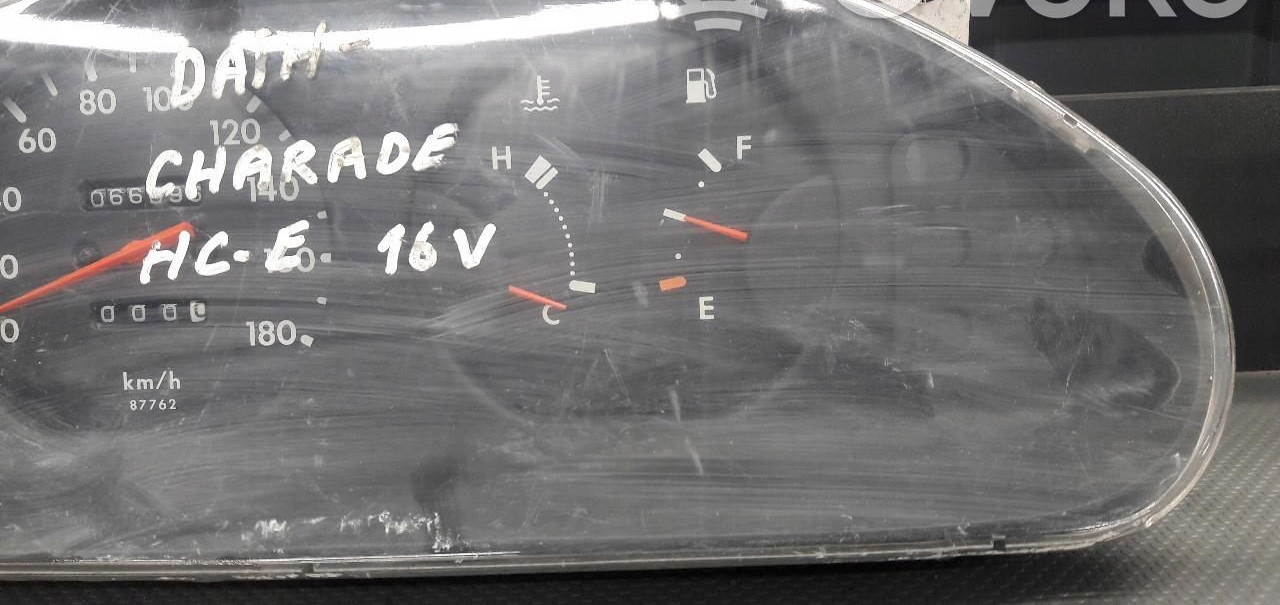 DAIH-
80 100
60 120
H F
CHARADE
140
HC-E 16V
C E
180
km/h
87762